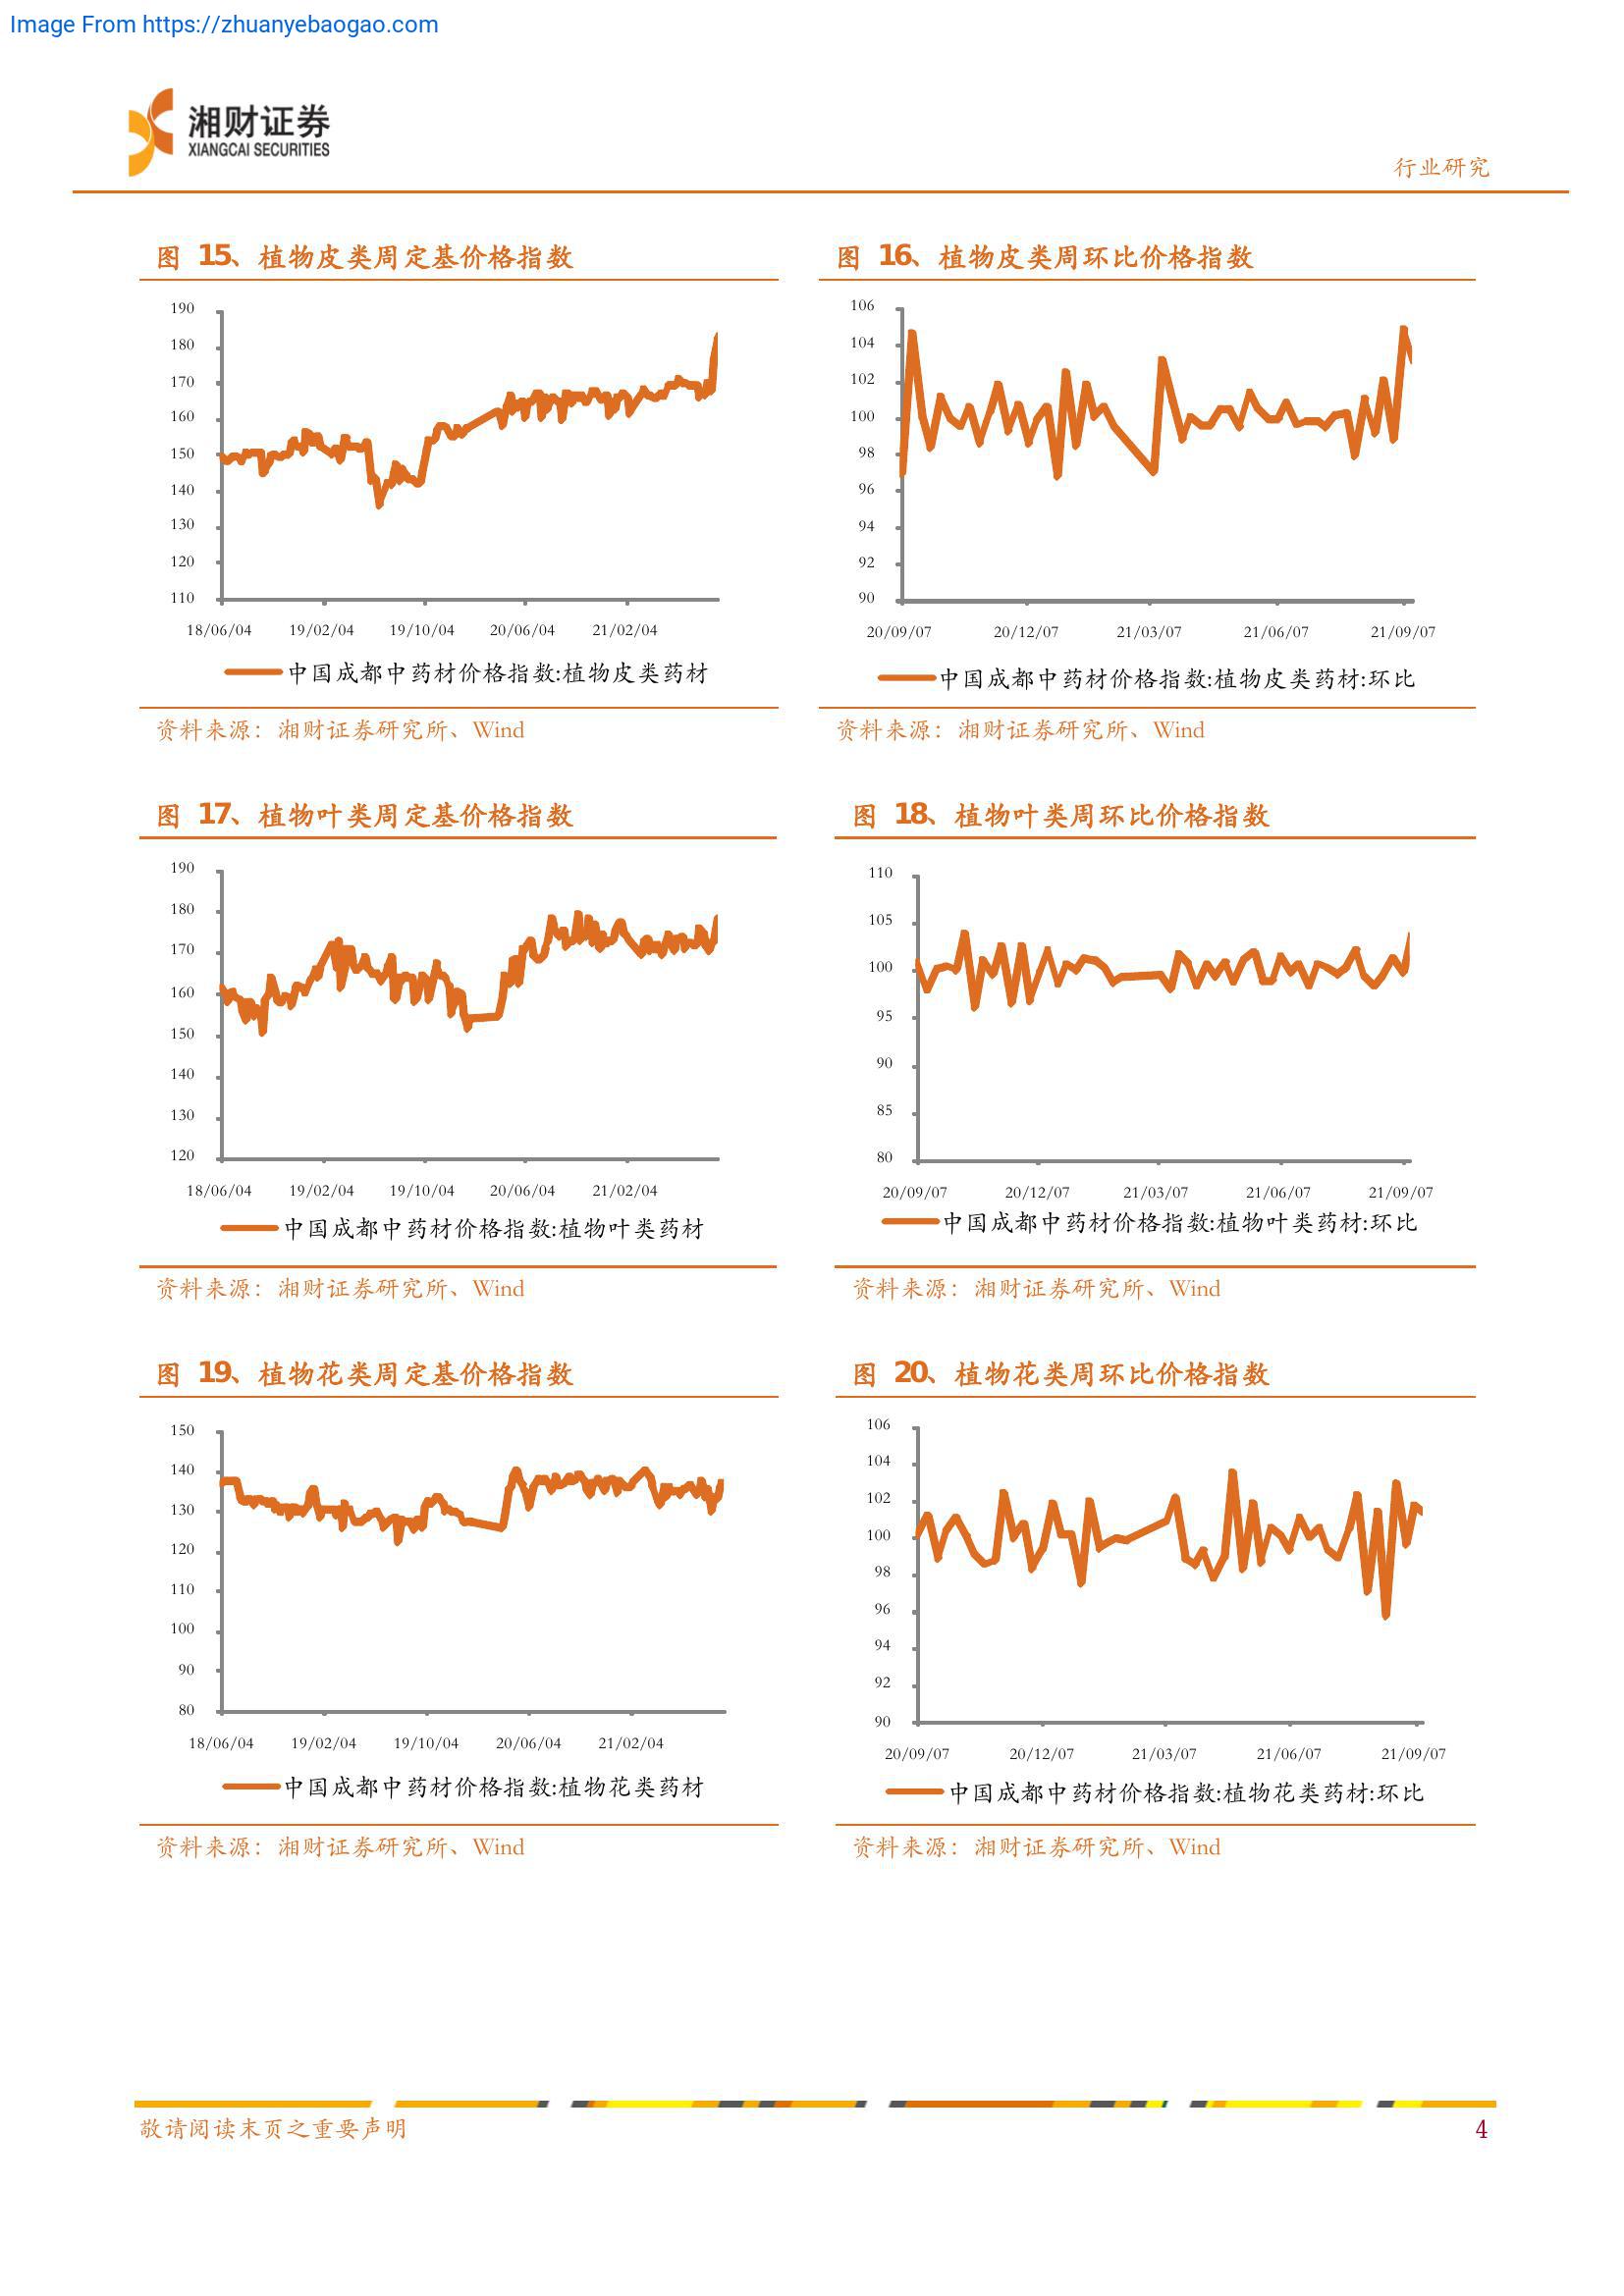 Image From https://zhuanyebaogao.com
湘财证券
XIANGCAI SECURITIES
行业研究
图 15、植物皮类周定基价格指数
190
180
170
160
150
140
130
120
110
18/06/04 19/02/04 19/10/04 20/06/04 21/02/04
中国成都中药材价格指数:植物皮类药材
资料来源：湘财证券研究所、Wind
图 16、植物皮类周环比价格指数
106
104
102
100
98
96
94
92
90
20/09/07 20/12/07 21/03/07 21/06/07 21/09/07
中国成都中药材价格指数:植物皮类药材:环比
资料来源：湘财证券研究所、Wind
图 17、植物叶类周定基价格指数
190
180
170
160
150
140
130
120
18/06/04 19/02/04 19/10/04 20/06/04 21/02/04
中国成都中药材价格指数:植物叶类药材
资料来源：湘财证券研究所、Wind
图 18、植物叶类周环比价格指数
110
105
100
95
90
85
80
20/09/07 20/12/07 21/03/07 21/06/07 21/09/07
中国成都中药材价格指数:植物叶类药材:环比
资料来源：湘财证券研究所、Wind
图 19、植物花类周定基价格指数
150
140
130
120
110
100
90
80
18/06/04 19/02/04 19/10/04 20/06/04 21/02/04
中国成都中药材价格指数:植物花类药材
资料来源：湘财证券研究所、Wind
图 20、植物花类周环比价格指数
106
104
102
100
98
96
94
92
90
20/09/07 20/12/07 21/03/07 21/06/07 21/09/07
中国成都中药材价格指数:植物花类药材:环比
资料来源：湘财证券研究所、Wind
敬请阅读末页之重要声明
4